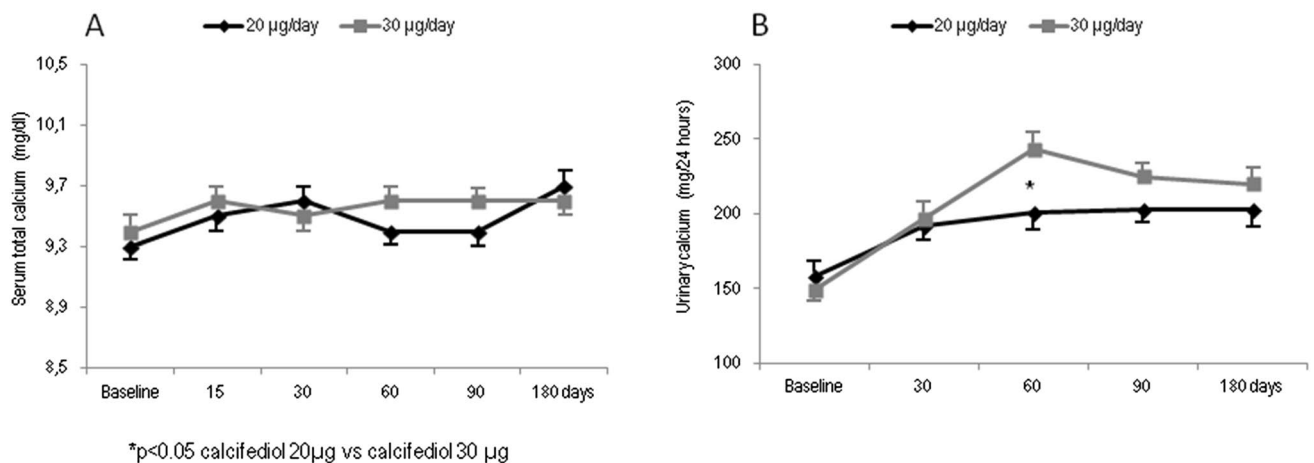 A
20 µg/day 30 µg/day
Serum total calcium (mg/dl)
10,5
10,1
9,7
9,3
8,9
8,5
Baseline 15 30 60 90 180 days
B
20 µg/day 30 µg/day
Urinary calcium (mg/24 hours)
300
250
200
150
100
*
Baseline 30 60 90 180 days
*p<0.05 calcifediol 20µg vs calcifediol 30 µg